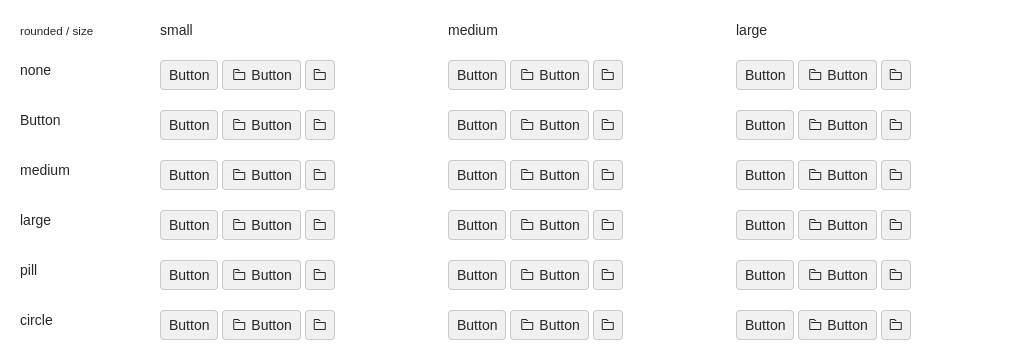 rounded / size small medium large
none Button Button Button Button Button Button
Button Button Button Button Button Button Button
medium Button Button Button Button Button Button
large Button Button Button Button Button Button
pill Button Button Button Button Button Button
circle Button Button Button Button Button Button